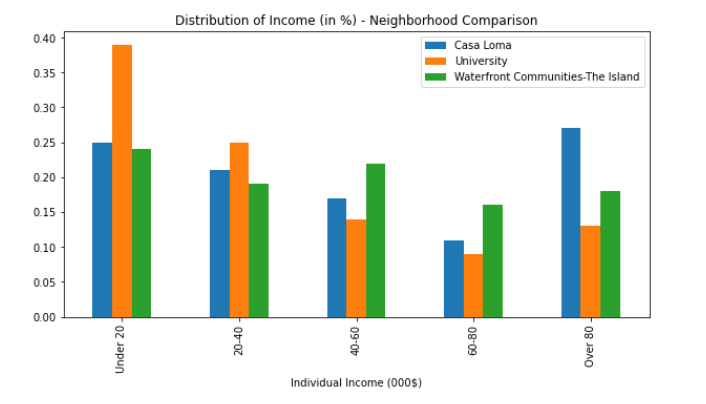 Distribution of Income (in %) - Neighborhood Comparison
0.40
0.35
0.30
0.25
0.20
0.15
0.10
0.05
0.00
Casa Loma
University
Waterfront Communities-The Island
Under 20
20-40
40-60
60-80
Over 80
Individual Income (000$)